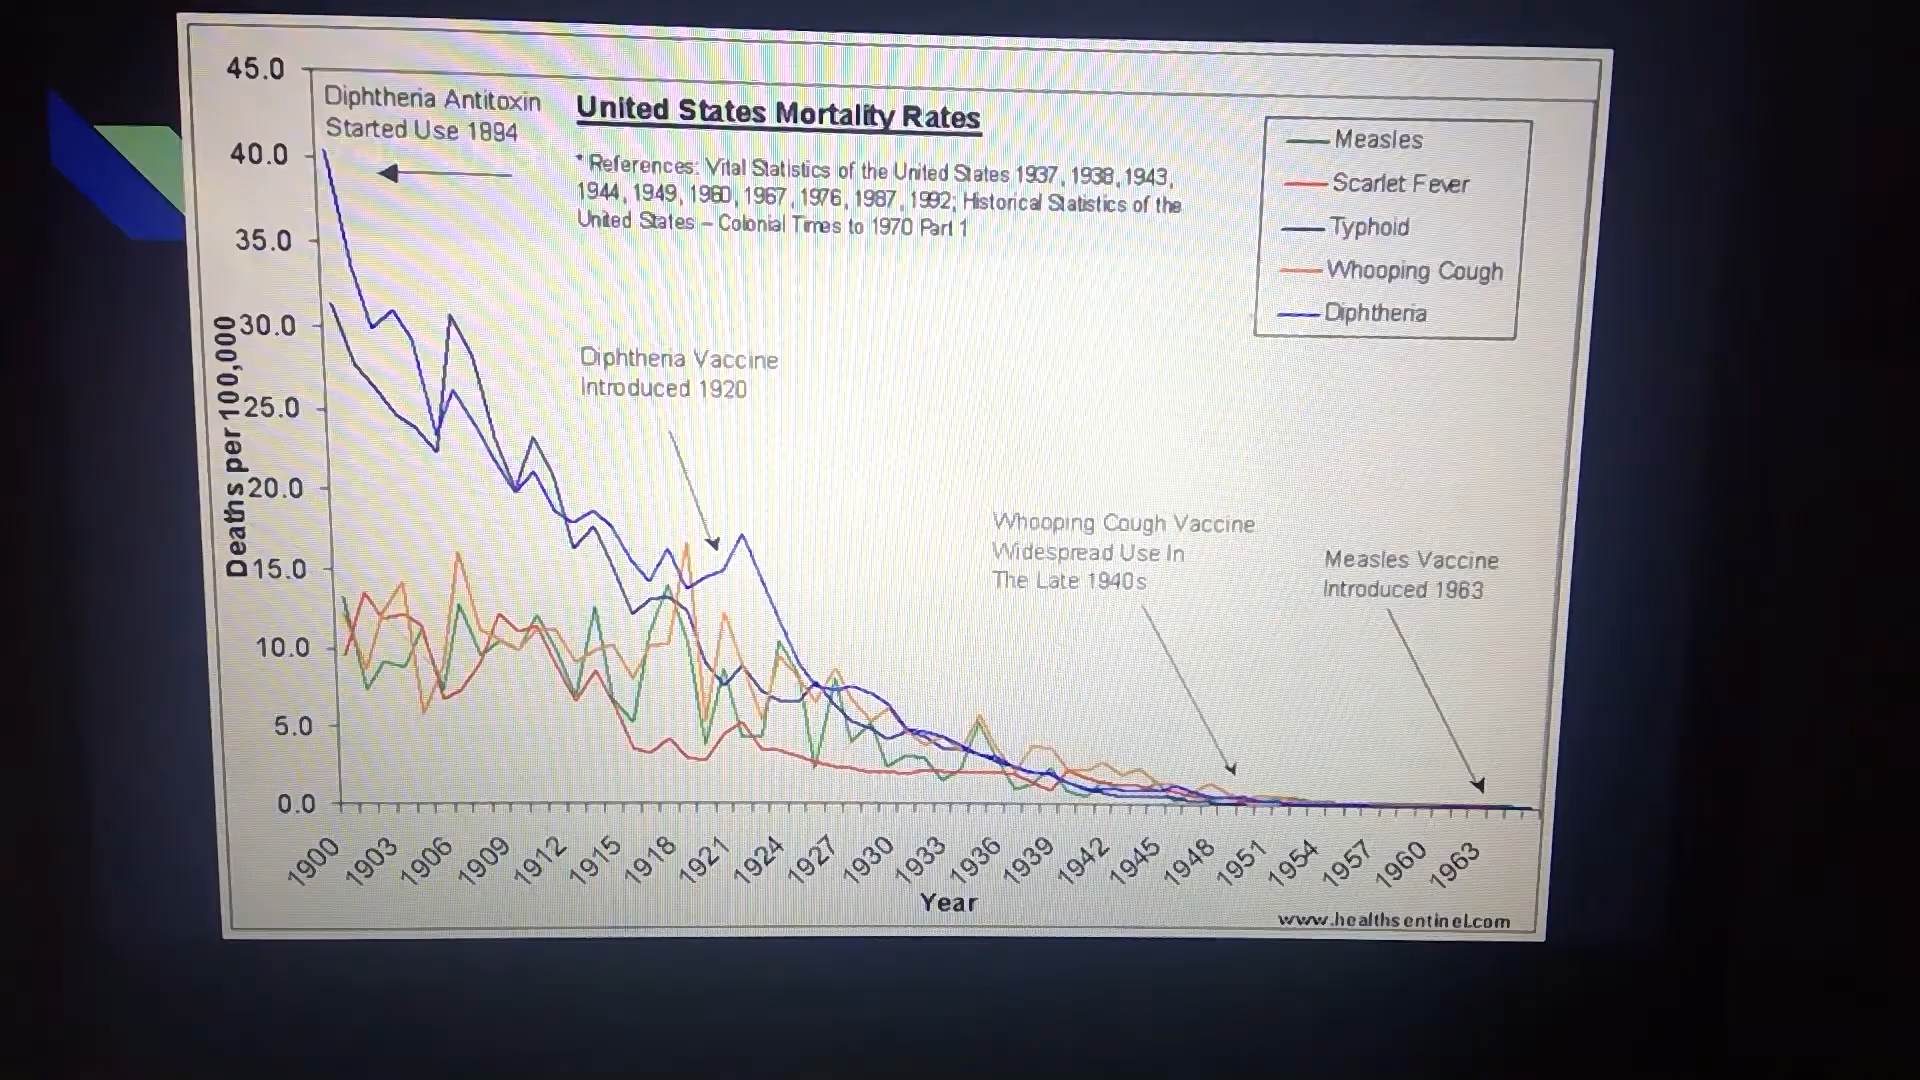 45.0
Diphtheria Antitoxin
Started Use 1894
United States Mortality Rates
* References: Vital Statistics of the United States 1937, 1938, 1943,
1944, 1949, 1960, 1967, 1976, 1987, 1992; Historical Statistics of the
United States – Colonial Times to 1970 Part 1
Measles
Scarlet Fever
Typhoid
Whooping Cough
Diphtheria
40.0
35.0
30.0
25.0
20.0
15.0
10.0
5.0
0.0
Deaths per 100,000
Diphtheria Vaccine
Introduced 1920
Whooping Cough Vaccine
Widespread Use In
The Late 1940s
Measles Vaccine
Introduced 1963
1900 1903 1906 1909 1912 1915 1918 1921 1924 1927 1930 1933 1936 1939 1942 1945 1948 1951 1954 1957 1960 1963
Year
www.healthsentinel.com